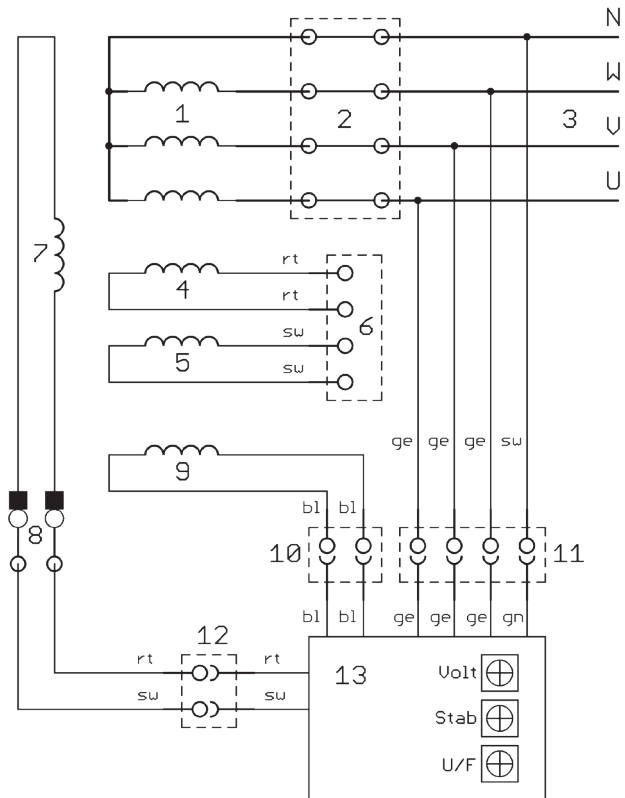 N
W
1 2 3
V
U
7
rt
4
rt
6
sw
5
sw
ge ge ge sw
9
bl bl
8
10 11
bl bl ge ge ge gn
12
rt rt
13
Volt
sw sw
Stab
U/F